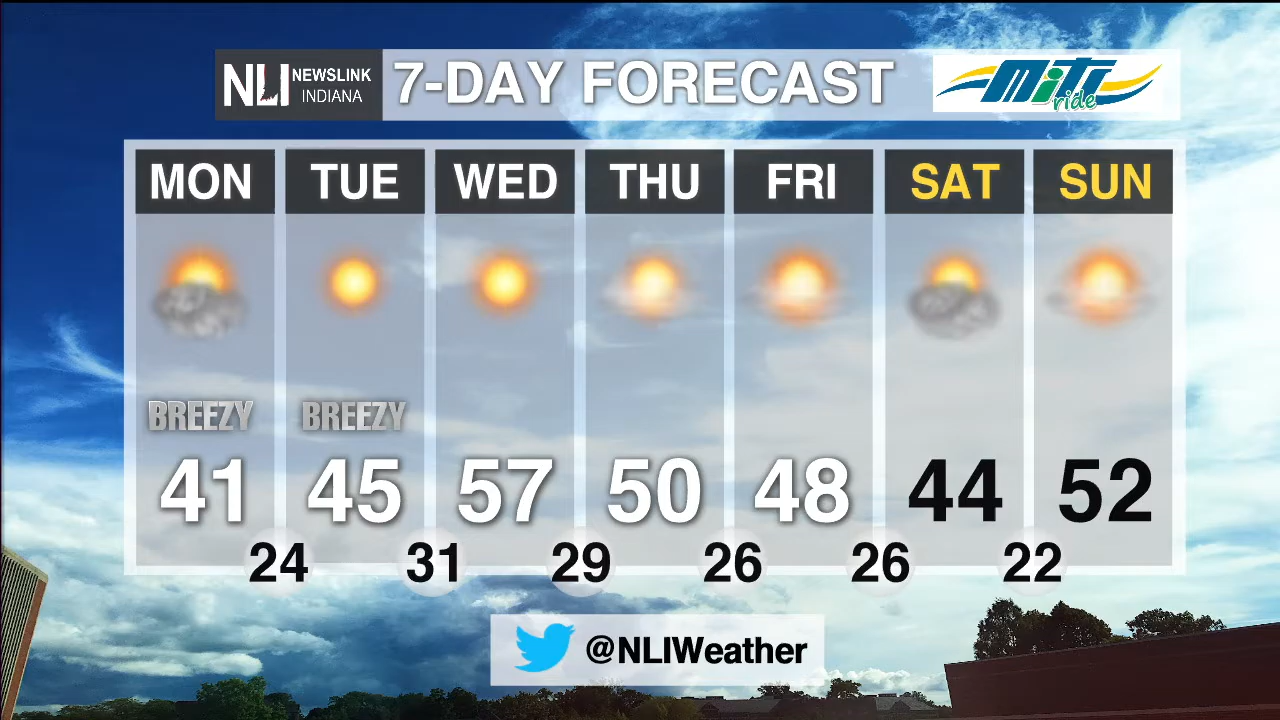 NLI NEWSLINK INDIANA 7-DAY FORECAST MiTS ride
MON TUE WED THU FRI SAT SUN
BREEZY BREEZY
41 45 57 50 48 44 52
24 31 29 26 26 22
@NLIWeather